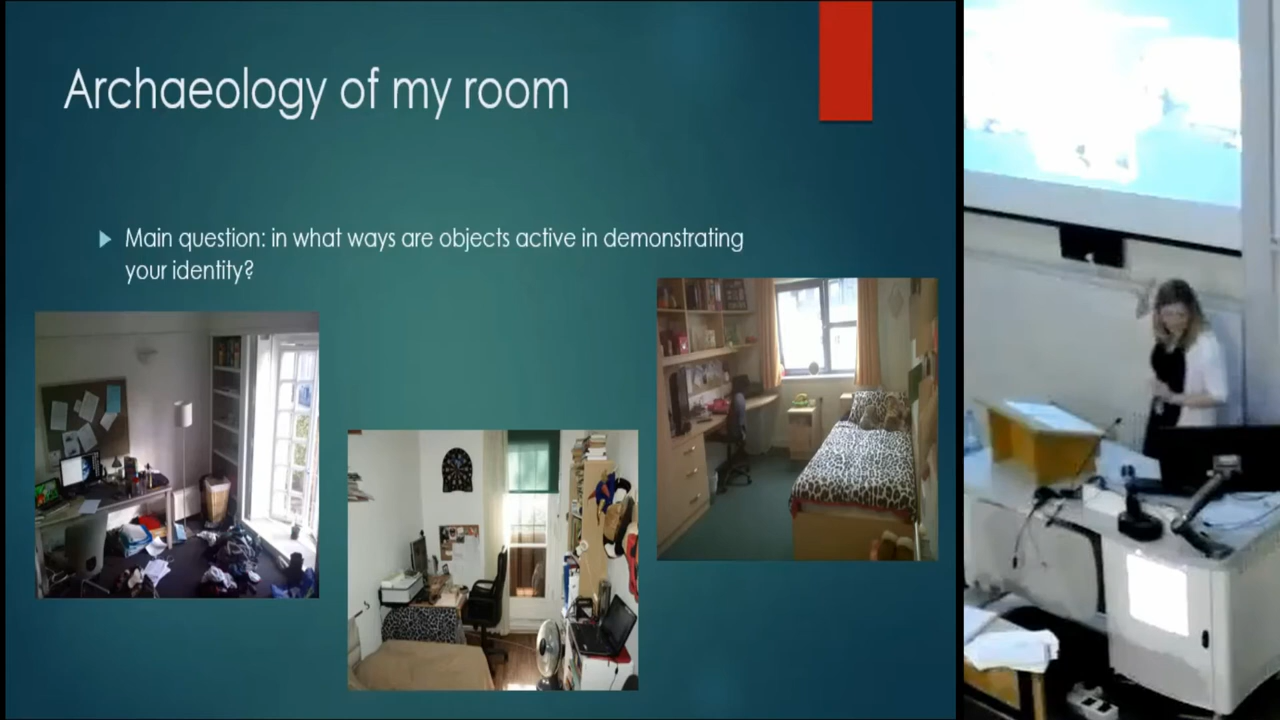 Archaeology of my room
Main question: in what ways are objects active in demonstrating
your identity?